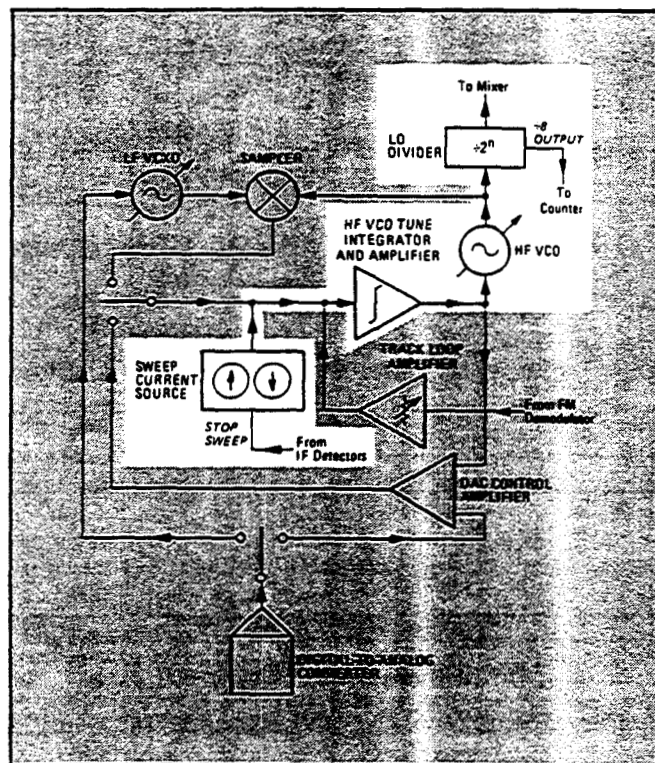 To Mixer
÷8
OUTPUT
LO
DIVIDER
÷2ⁿ
LF VCXO
SAMPLER
To
Counter
HF VCO TUNE
INTEGRATOR
AND AMPLIFIER
HF VCO
∫
TRACK LOOP
AMPLIFIER
SWEEP
CURRENT
SOURCE
STOP
SWEEP
From
IF Detectors
From FM
Demodulator
DAC CONTROL
AMPLIFIER
DIGITAL-TO-ANALOG
CONVERTER